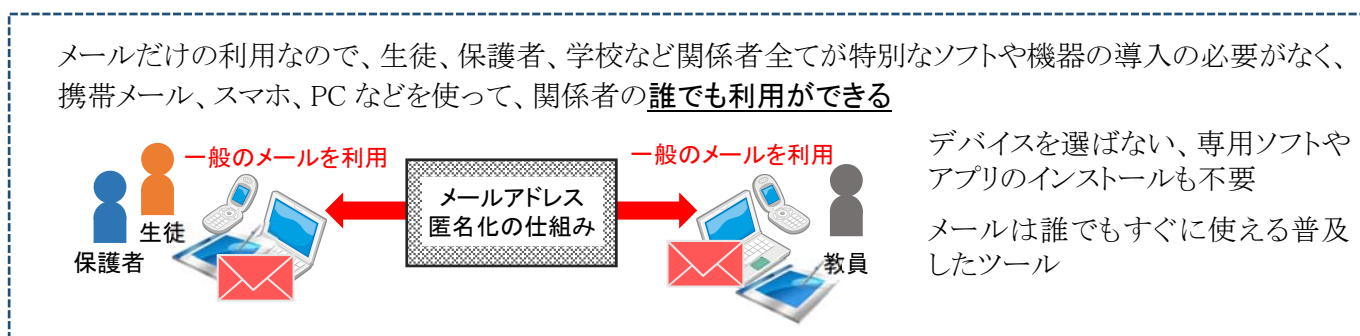 メールだけの利用なので、生徒、保護者、学校など関係者全てが特別なソフトや機器の導入の必要がなく、
携帯メール、スマホ、PC などを使って、関係者の誰でも利用ができる
一般のメールを利用
生徒
保護者
メールアドレス
匿名化の仕組み
一般のメールを利用
教員
デバイスを選ばない、専用ソフトや
アプリのインストールも不要
メールは誰でもすぐに使える普及
したツール